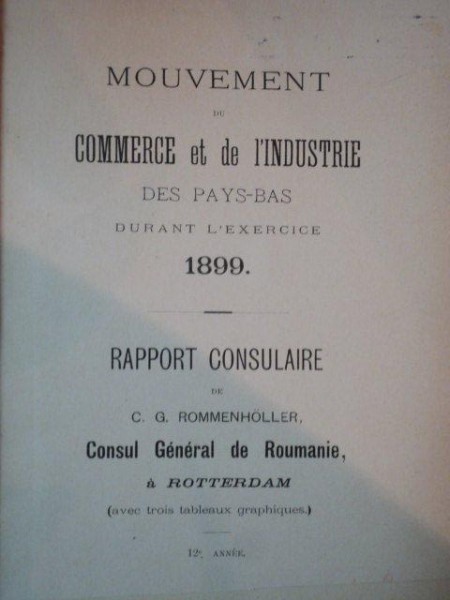 MOUVEMENT
DU
COMMERCE et de l'INDUSTRIE
DES PAYS-BAS
DURANT L'EXERCICE
1899.
RAPPORT CONSULAIRE
DE
C. G. ROMMENHÖLLER,
Consul Général de Roumanie,
à ROTTERDAM
(avec trois tableaux graphiques.)
12e ANNÉE.